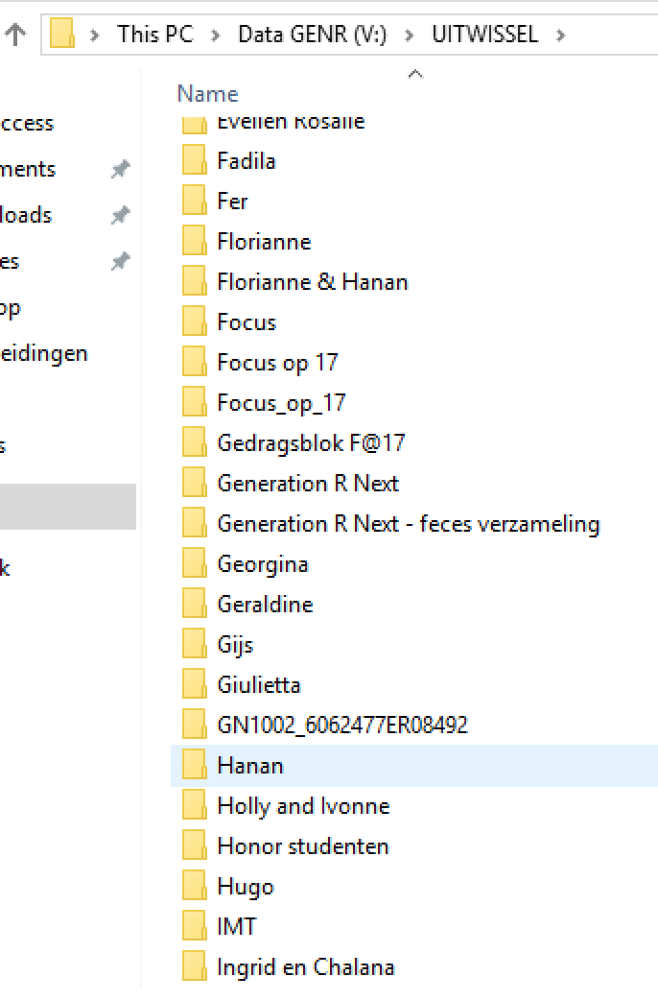 This PC > Data GENR (V:) > UITWISSEL >
Name
ccess
ments
loads
es
op
eidingen
s
k
Evelien Rosalie
Fadila
Fer
Florianne
Florianne & Hanan
Focus
Focus op 17
Focus_op_17
Gedragsblok F@17
Generation R Next
Generation R Next - feces verzameling
Georgina
Geraldine
Gijs
Giulietta
GN1002_6062477ER08492
Hanan
Holly and Ivonne
Honor studenten
Hugo
IMT
Ingrid en Chalana